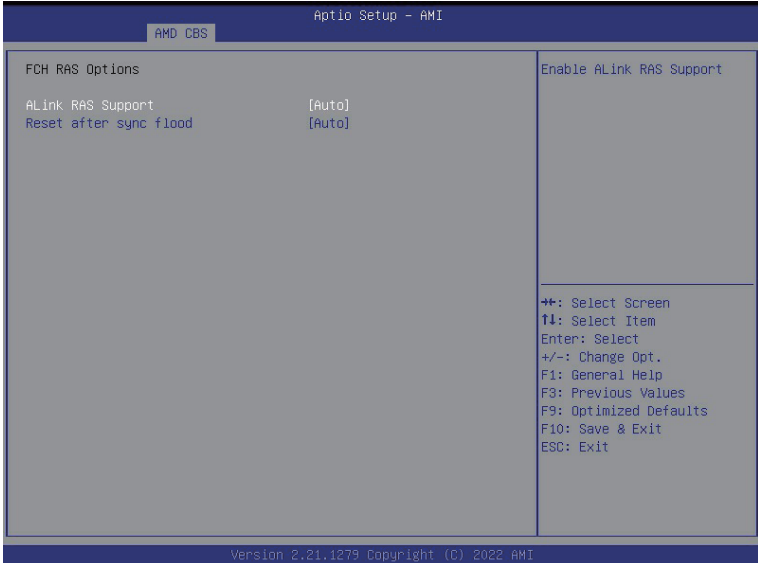 Aptio Setup – AMI
AMD CBS
FCH RAS Options
ALink RAS Support [Auto]
Reset after sync flood [Auto]
Enable ALink RAS Support
→←: Select Screen
↑↓: Select Item
Enter: Select
+/-: Change Opt.
F1: General Help
F3: Previous Values
F9: Optimized Defaults
F10: Save & Exit
ESC: Exit
Version 2.21.1279 Copyright (C) 2022 AMI